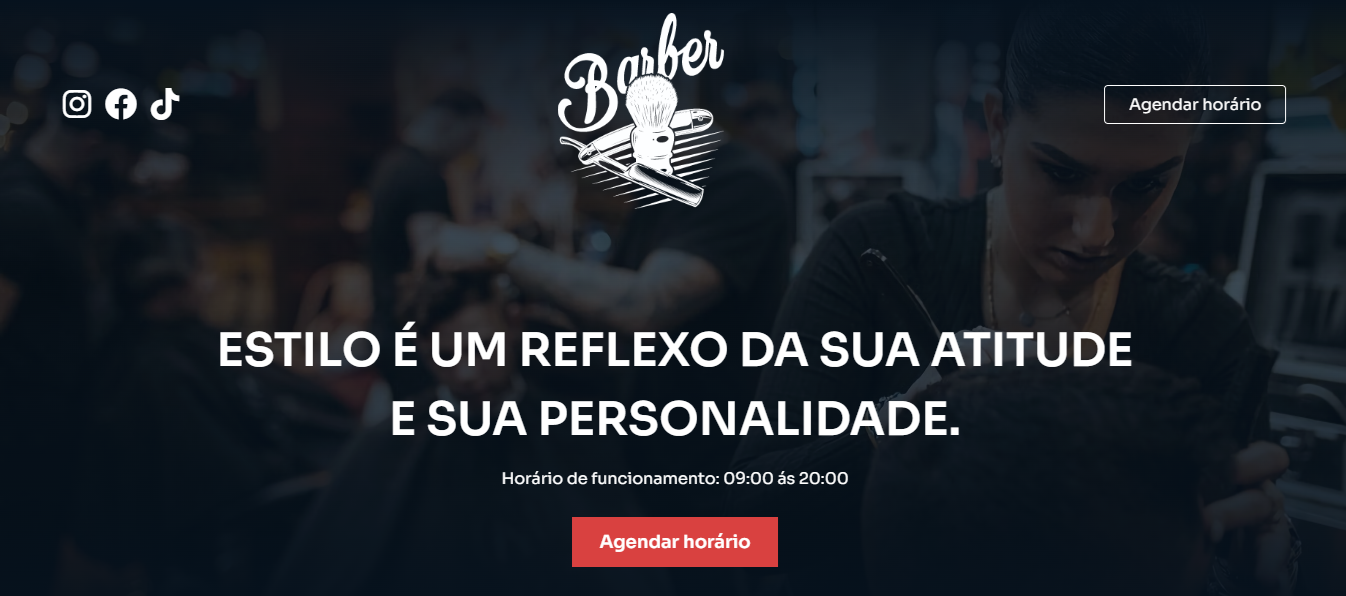 Barber
Agendar horário
ESTILO É UM REFLEXO DA SUA ATITUDE
E SUA PERSONALIDADE.
Horário de funcionamento: 09:00 ás 20:00
Agendar horário